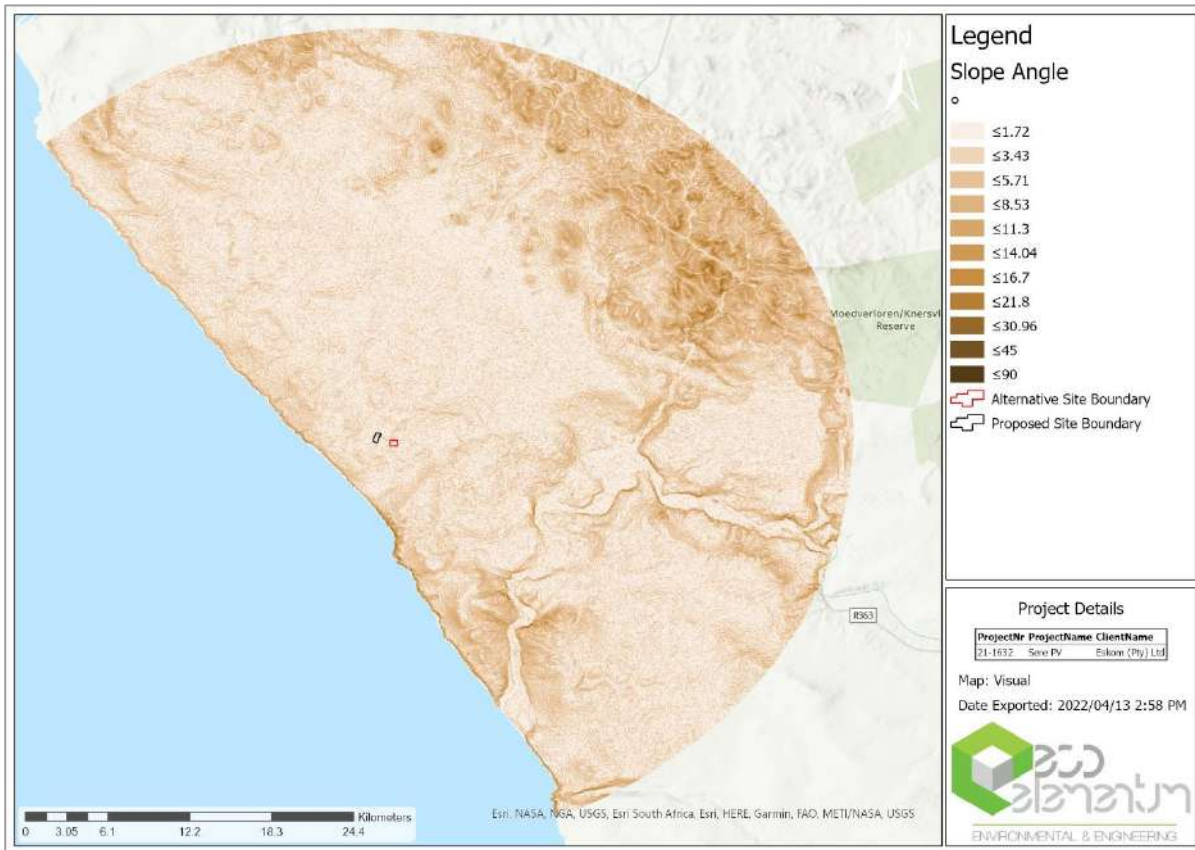 N
Moedverloren/Knersvl
Reserve
R363
Kilometers
0 3.05 6.1 12.2 18.3 24.4
Esri, NASA, NGA, USGS, Esri South Africa, Esri, HERE, Garmin, FAO, METI/NASA, USGS
Legend
Slope Angle
°
≤1.72
≤3.43
≤5.71
≤8.53
≤11.3
≤14.04
≤16.7
≤21.8
≤30.96
≤45
≤90
Alternative Site Boundary
Proposed Site Boundary
Project Details
ProjectNr ProjectName ClientName
21-1632 Sere PV Eskom (Pty) Ltd
Map: Visual
Date Exported: 2022/04/13 2:58 PM
eco
elementum
ENVIRONMENTAL & ENGINEERING